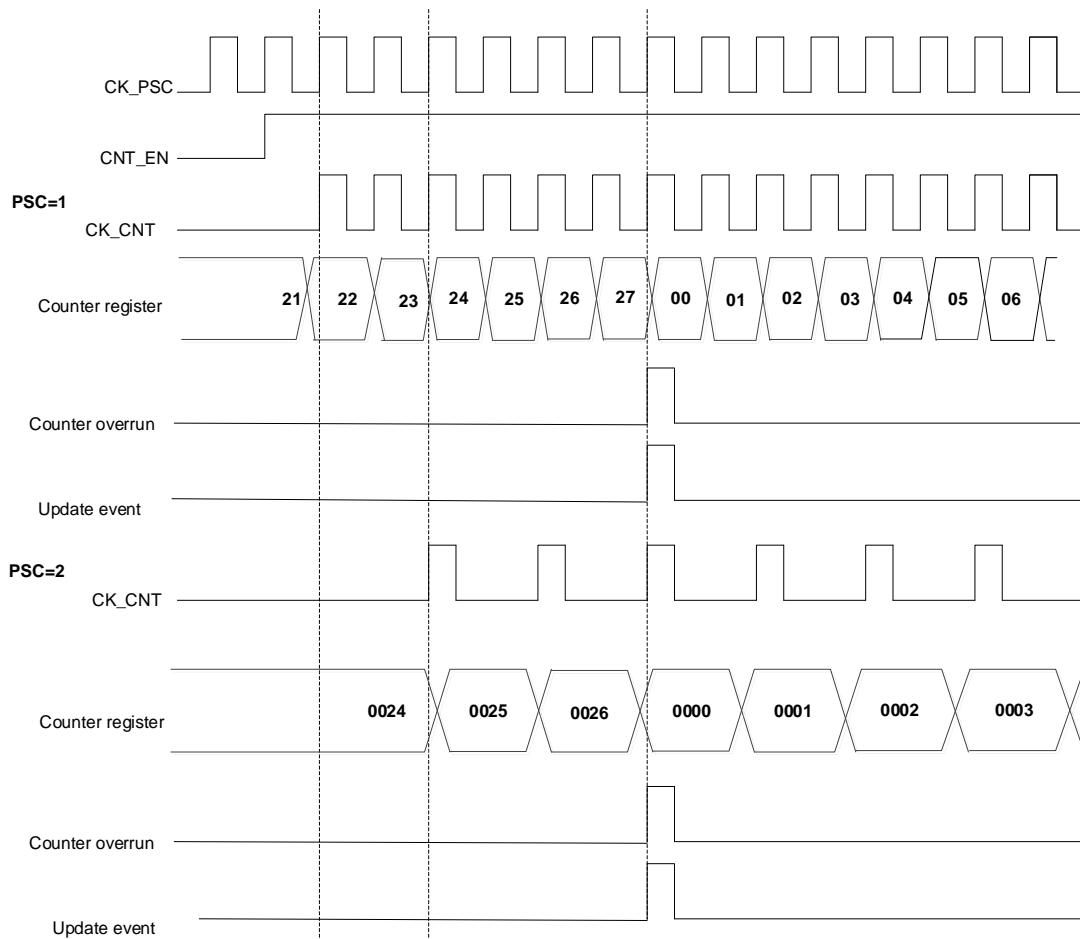 CK_PSC
CNT_EN
PSC=1
CK_CNT
Counter register
21 22 23 24 25 26 27 00 01 02 03 04 05 06
Counter overrun
Update event
PSC=2
CK_CNT
Counter register
0024 0025 0026 0000 0001 0002 0003
Counter overrun
Update event